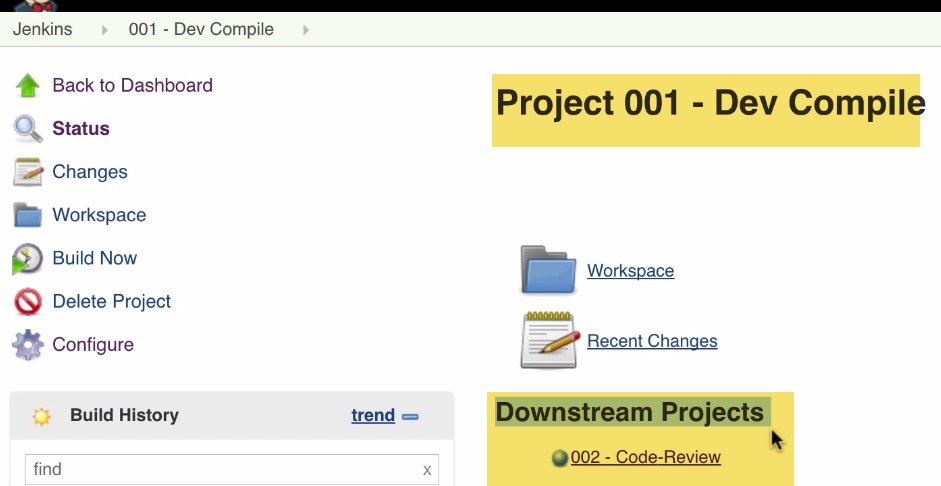 Jenkins 001 - Dev Compile
Back to Dashboard
Status
Changes
Workspace
Build Now
Delete Project
Configure
Build History trend
find x
Project 001 - Dev Compile
Workspace
Recent Changes
Downstream Projects
002 - Code-Review